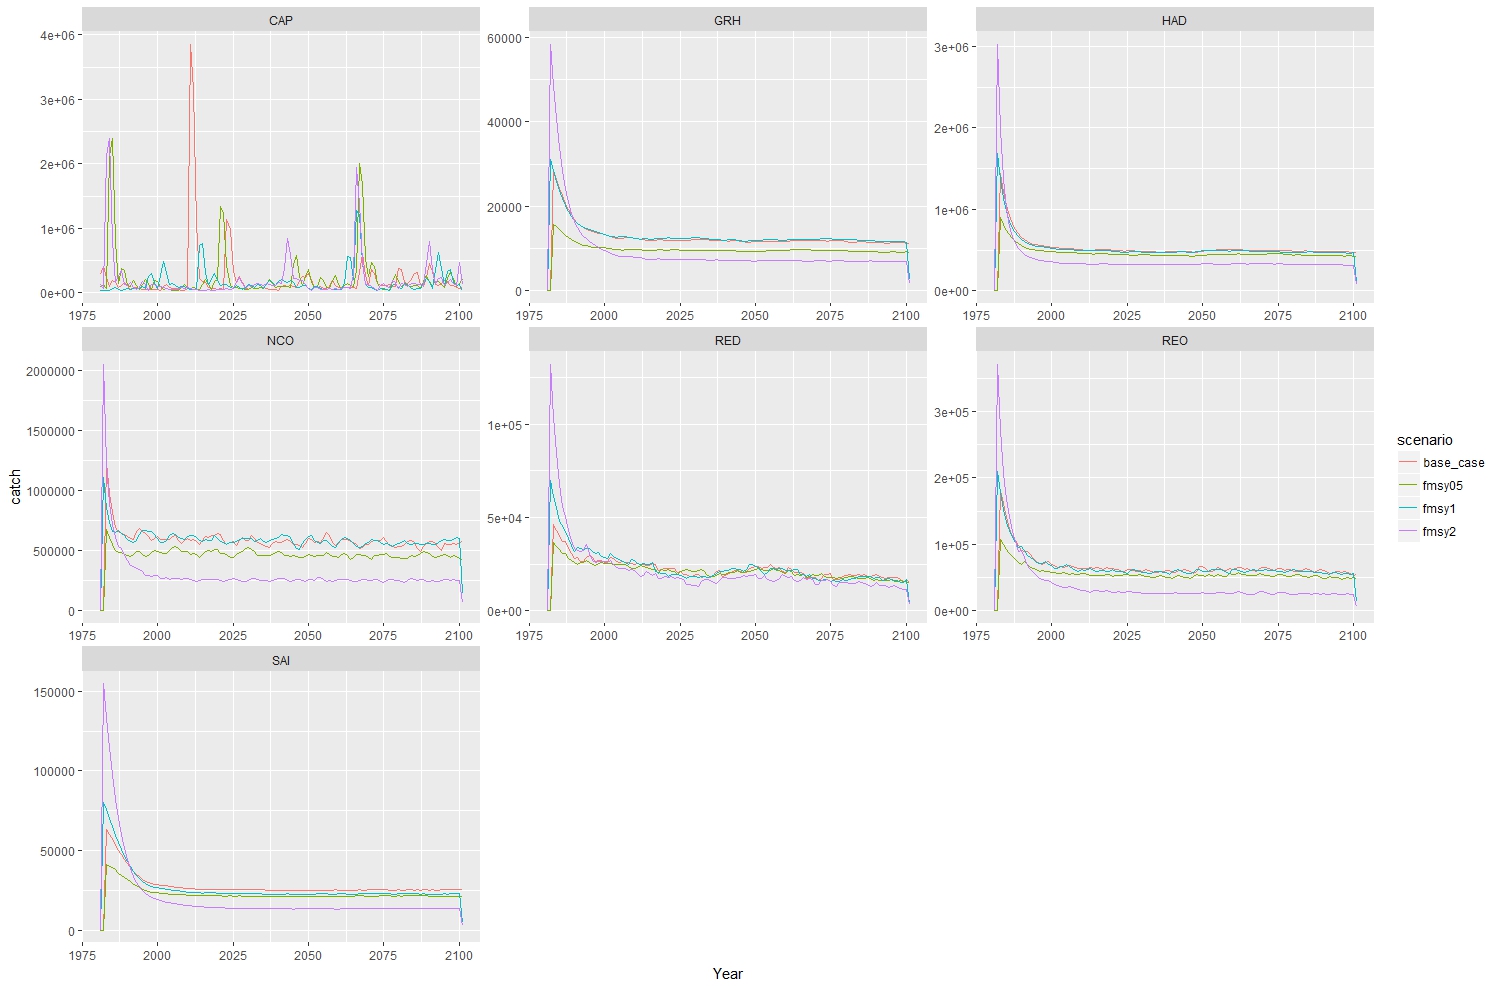 CAP
GRH
HAD
4e+06
3e+06
2e+06
1e+06
0e+00
1975 2000 2025 2050 2075 2100
60000
40000
20000
0
1975 2000 2025 2050 2075 2100
3e+06
2e+06
1e+06
0e+00
1975 2000 2025 2050 2075 2100
NCO
RED
REO
2000000
1500000
1000000
500000
0
1975 2000 2025 2050 2075 2100
1e+05
5e+04
0e+00
1975 2000 2025 2050 2075 2100
3e+05
2e+05
1e+05
0e+00
1975 2000 2025 2050 2075 2100
SAI
150000
100000
50000
0
1975 2000 2025 2050 2075 2100
catch
Year
scenario
base_case
fmsy05
fmsy1
fmsy2